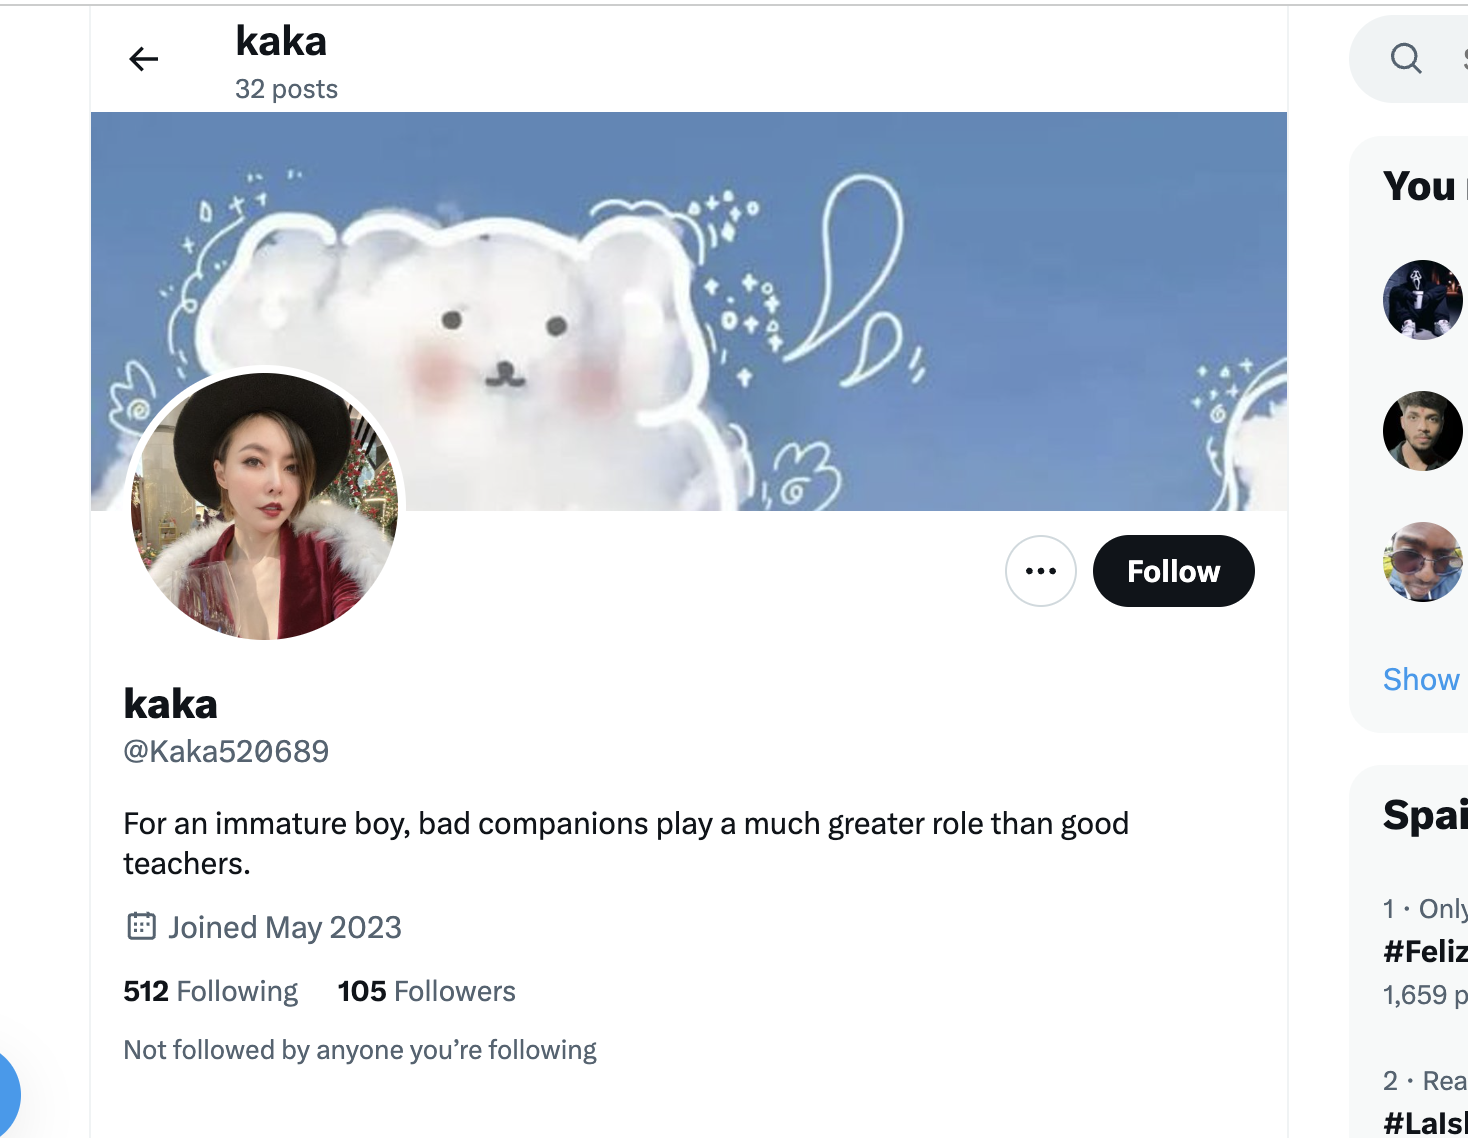 kaka
32 posts
You
Follow
kaka
@Kaka520689
For an immature boy, bad companions play a much greater role than good
teachers.
Joined May 2023
512 Following 105 Followers
Not followed by anyone you’re following
Show
Spai
1 · Only
#Feliz
1,659 p
2 · Rea
#LaIsl